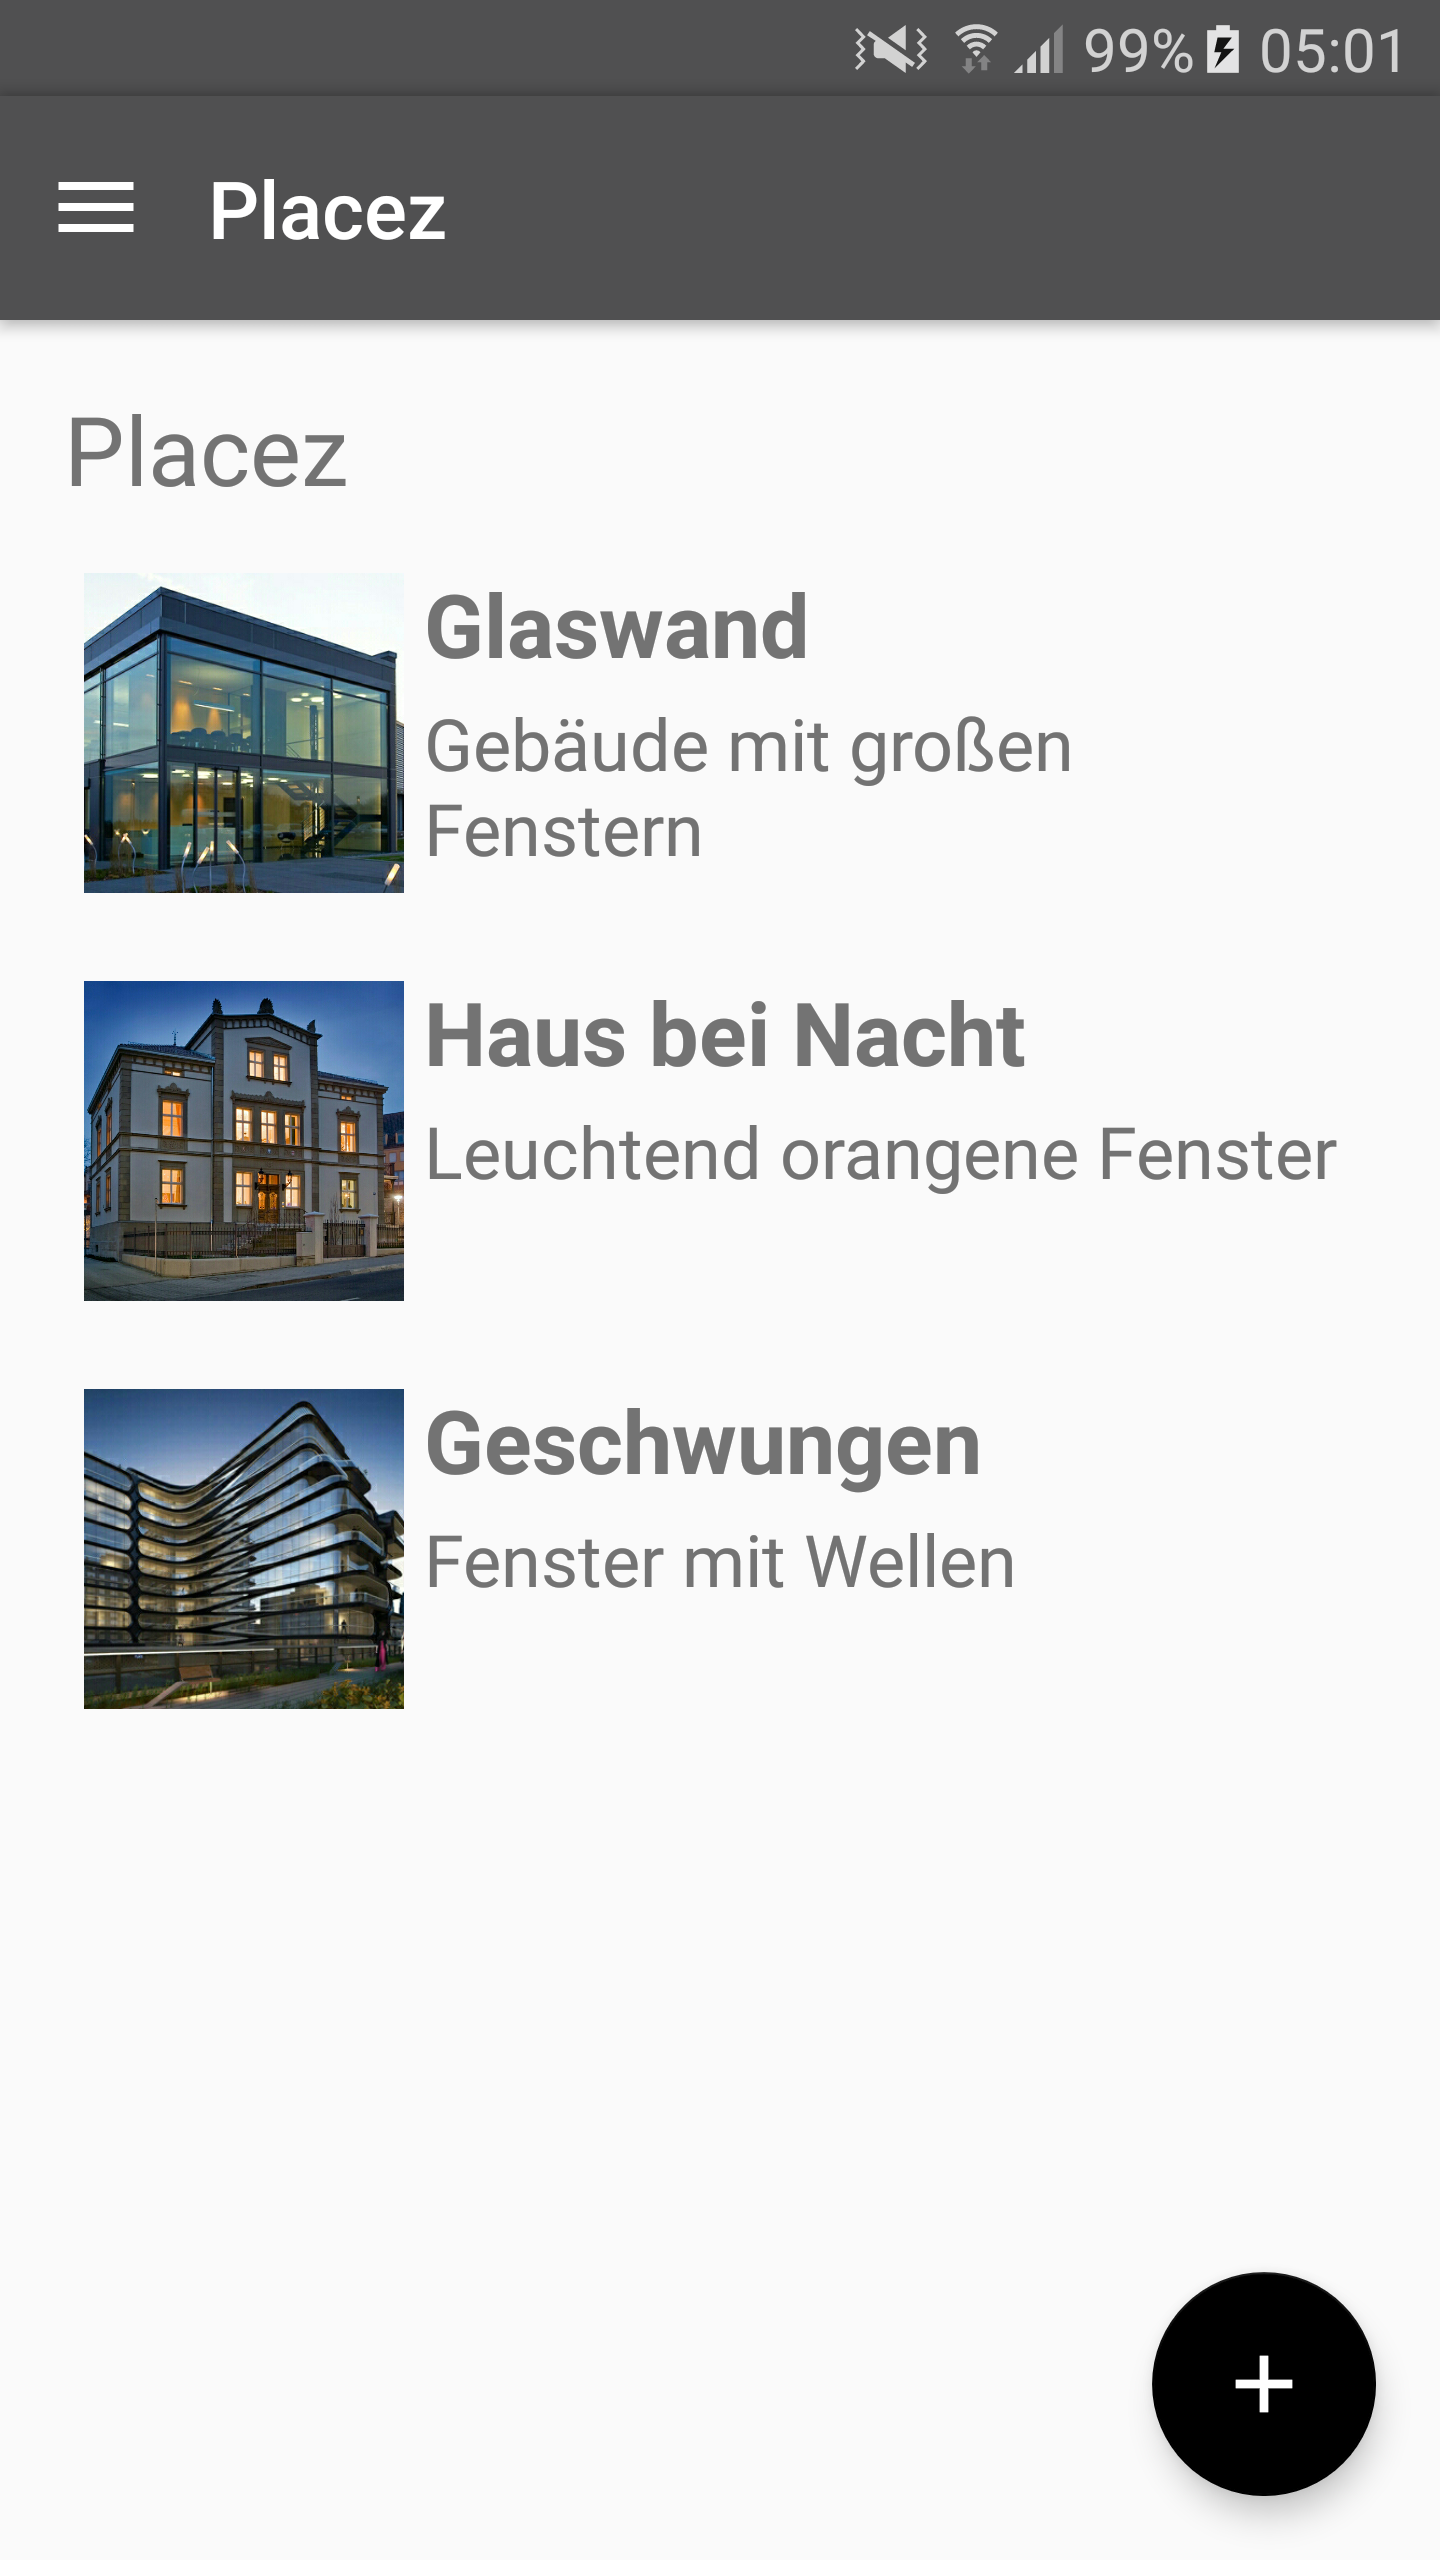 99% 05:01
Placez
Placez
Glaswand
Gebäude mit großen
Fenstern
Haus bei Nacht
Leuchtend orangene Fenster
Geschwungen
Fenster mit Wellen
+